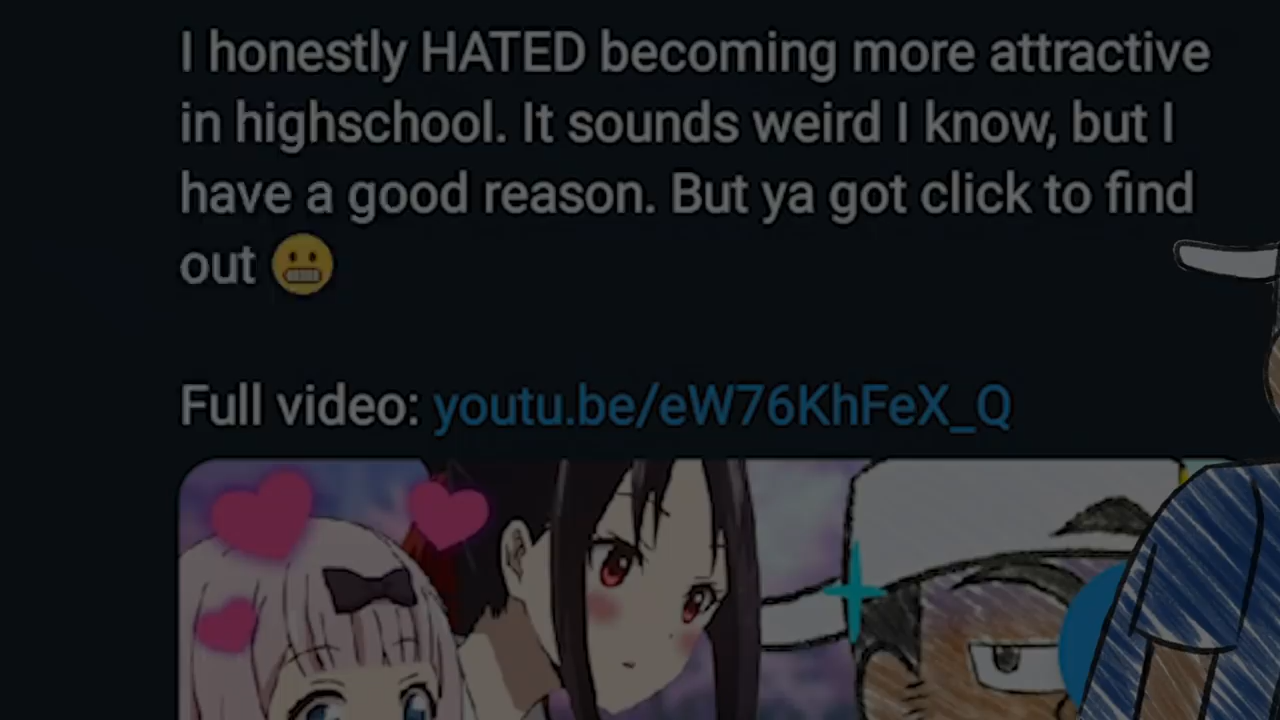 I honestly HATED becoming more attractive
in highschool. It sounds weird I know, but I
have a good reason. But ya got click to find
out 😬
Full video: youtu.be/eW76KhFeX_Q